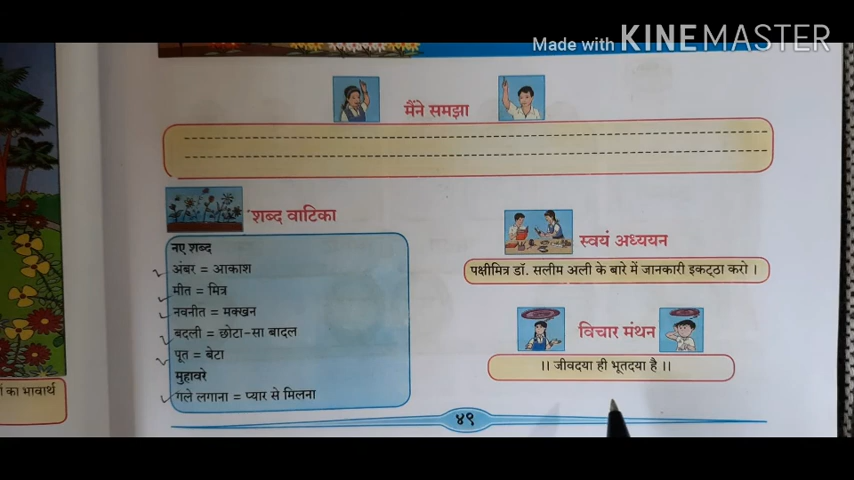 Made with KINEMASTER
मैंने समझा
शब्द वाटिका
नए शब्द
अंबर = आकाश
मीत = मित्र
नवनीत = मक्खन
बदली = छोटा-सा बादल
पूत = बेटा
मुहावरे
गले लगाना = प्यार से मिलना
स्वयं अध्ययन
पक्षीमित्र डॉ. सलीम अली के बारे में जानकारी इकट्ठा करो ।
विचार मंथन
।। जीवदया ही भूतदया है ।।
का भावार्थ
४९